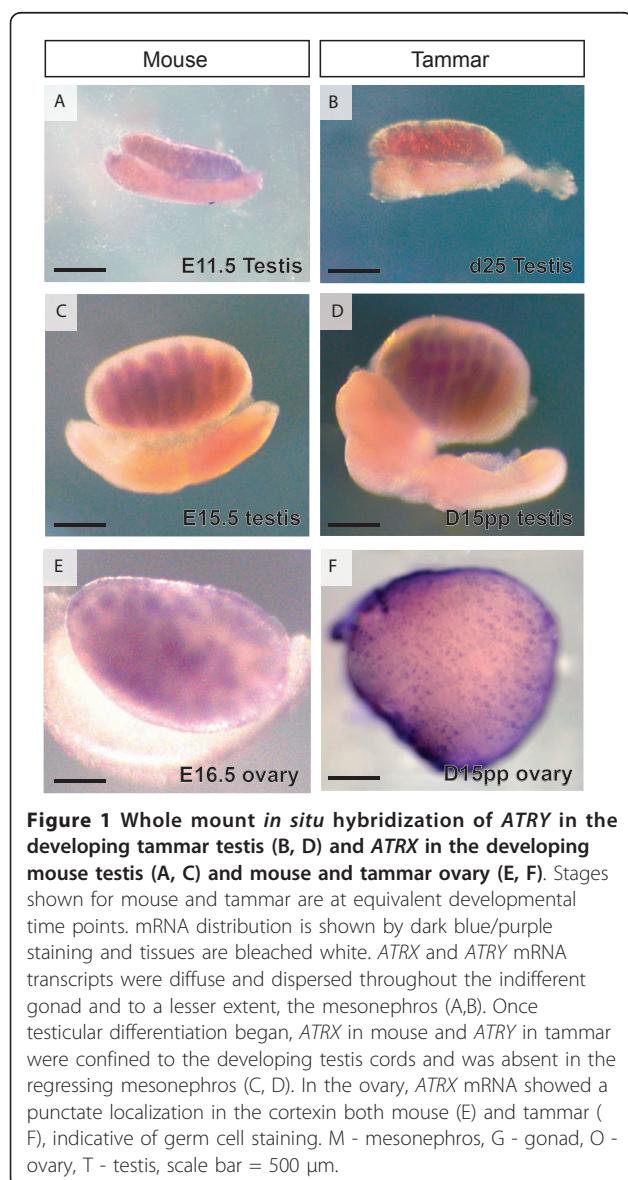 Mouse
Tammar
A
B
E11.5 Testis
d25 Testis
C
D
E15.5 testis
D15pp testis
E
F
E16.5 ovary
D15pp ovary
Figure 1 Whole mount in situ hybridization of ATRY in the
developing tammar testis (B, D) and ATRX in the developing
mouse testis (A, C) and mouse and tammar ovary (E, F). Stages
shown for mouse and tammar are at equivalent developmental
time points. mRNA distribution is shown by dark blue/purple
staining and tissues are bleached white. ATRX and ATRY mRNA
transcripts were diffuse and dispersed throughout the indifferent
gonad and to a lesser extent, the mesonephros (A,B). Once
testicular differentiation began, ATRX in mouse and ATRY in tammar
were confined to the developing testis cords and was absent in the
regressing mesonephros (C, D). In the ovary, ATRX mRNA showed a
punctate localization in the cortexin both mouse (E) and tammar (
F), indicative of germ cell staining. M - mesonephros, G - gonad, O -
ovary, T - testis, scale bar = 500 μm.